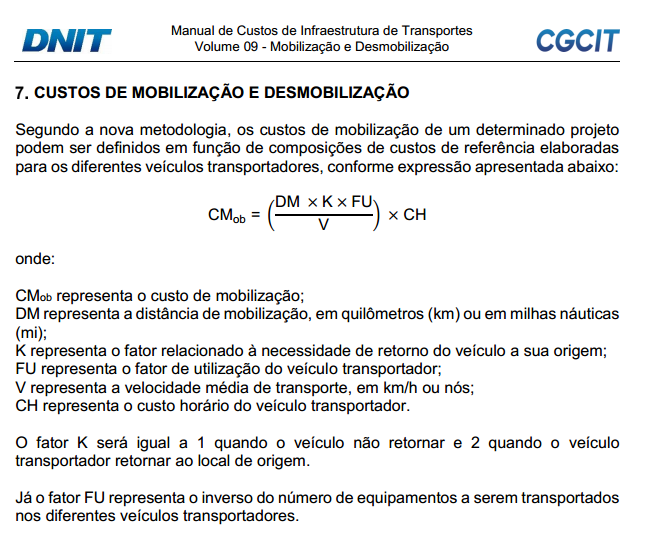 DNIT
Manual de Custos de Infraestrutura de Transportes
Volume 09 - Mobilização e Desmobilização
CGCIT
7. CUSTOS DE MOBILIZAÇÃO E DESMOBILIZAÇÃO
Segundo a nova metodologia, os custos de mobilização de um determinado projeto
podem ser definidos em função de composições de custos de referência elaboradas
para os diferentes veículos transportadores, conforme expressão apresentada abaixo:
CMob = (DM × K × FU / V) × CH
onde:
CMob representa o custo de mobilização;
DM representa a distância de mobilização, em quilômetros (km) ou em milhas náuticas
(mi);
K representa o fator relacionado à necessidade de retorno do veículo a sua origem;
FU representa o fator de utilização do veículo transportador;
V representa a velocidade média de transporte, em km/h ou nós;
CH representa o custo horário do veículo transportador.
O fator K será igual a 1 quando o veículo não retornar e 2 quando o veículo
transportador retornar ao local de origem.
Já o fator FU representa o inverso do número de equipamentos a serem transportados
nos diferentes veículos transportadores.